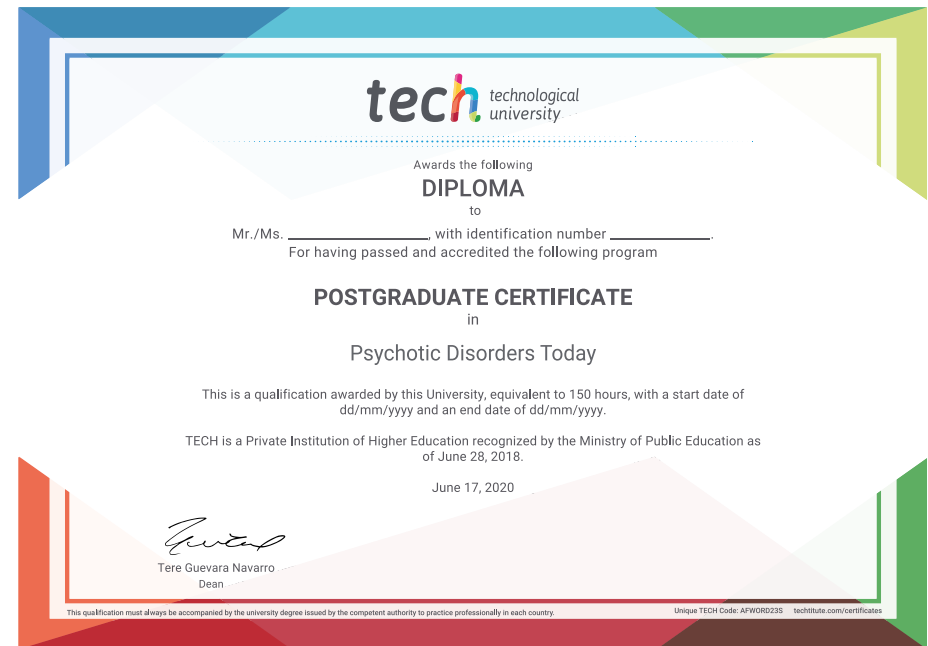 tech technological
university
Awards the following
DIPLOMA
to
Mr./Ms. ____________________, with identification number ______________.
For having passed and accredited the following program
POSTGRADUATE CERTIFICATE
in
Psychotic Disorders Today
This is a qualification awarded by this University, equivalent to 150 hours, with a start date of
dd/mm/yyyy and an end date of dd/mm/yyyy.
TECH is a Private Institution of Higher Education recognized by the Ministry of Public Education as
of June 28, 2018.
June 17, 2020
Tere Guevara Navarro
Dean
This qualification must always be accompanied by the university degree issued by the competent authority to practice professionally in each country.
Unique TECH Code: AFWORD23S techtitute.com/certificates